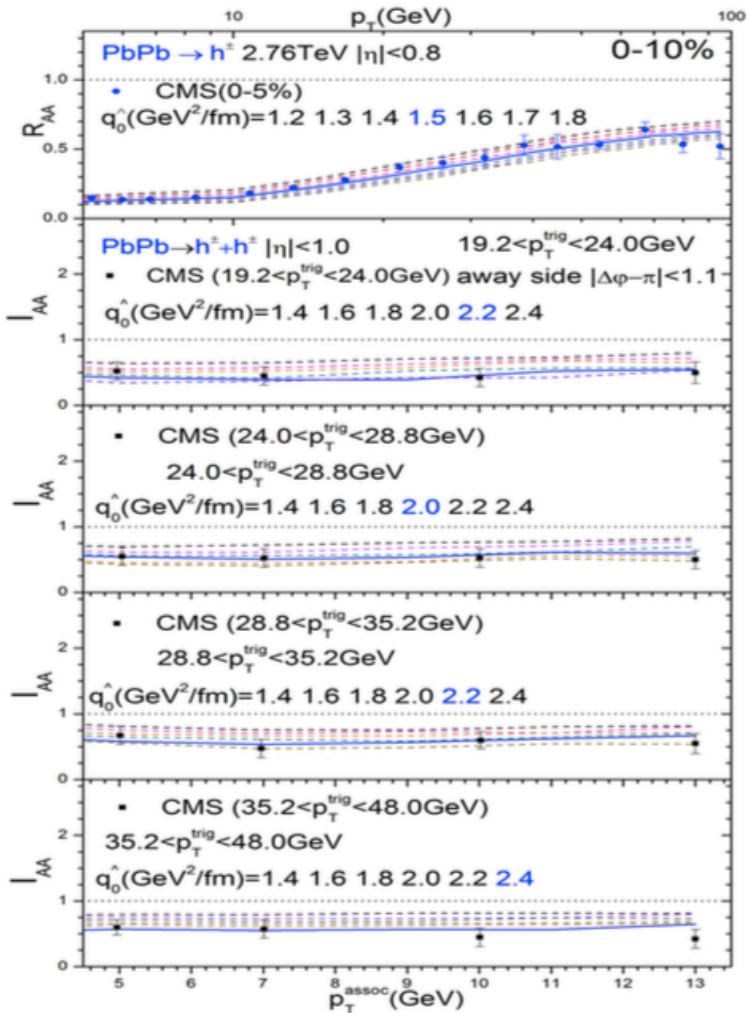 p_T(GeV)
10 100
PbPb → h^± 2.76TeV |η|<0.8 0-10%
CMS(0-5%)
q̂_0(GeV²/fm)=1.2 1.3 1.4 1.5 1.6 1.7 1.8
R_AA
1.0
0.5
0.0
PbPb→h^±+h^± |η|<1.0 19.2<p_T^trig<24.0GeV
CMS (19.2<p_T^trig<24.0GeV) away side |Δφ−π|<1.1
q̂_0(GeV²/fm)=1.4 1.6 1.8 2.0 2.2 2.4
I_AA
2
1
0
CMS (24.0<p_T^trig<28.8GeV)
24.0<p_T^trig<28.8GeV
q̂_0(GeV²/fm)=1.4 1.6 1.8 2.0 2.2 2.4
I_AA
2
1
0
CMS (28.8<p_T^trig<35.2GeV)
28.8<p_T^trig<35.2GeV
q̂_0(GeV²/fm)=1.4 1.6 1.8 2.0 2.2 2.4
I_AA
2
1
0
CMS (35.2<p_T^trig<48.0GeV)
35.2<p_T^trig<48.0GeV
q̂_0(GeV²/fm)=1.4 1.6 1.8 2.0 2.2 2.4
I_AA
2
1
0
5 6 7 8 9 10 11 12 13
p_T^assoc(GeV)